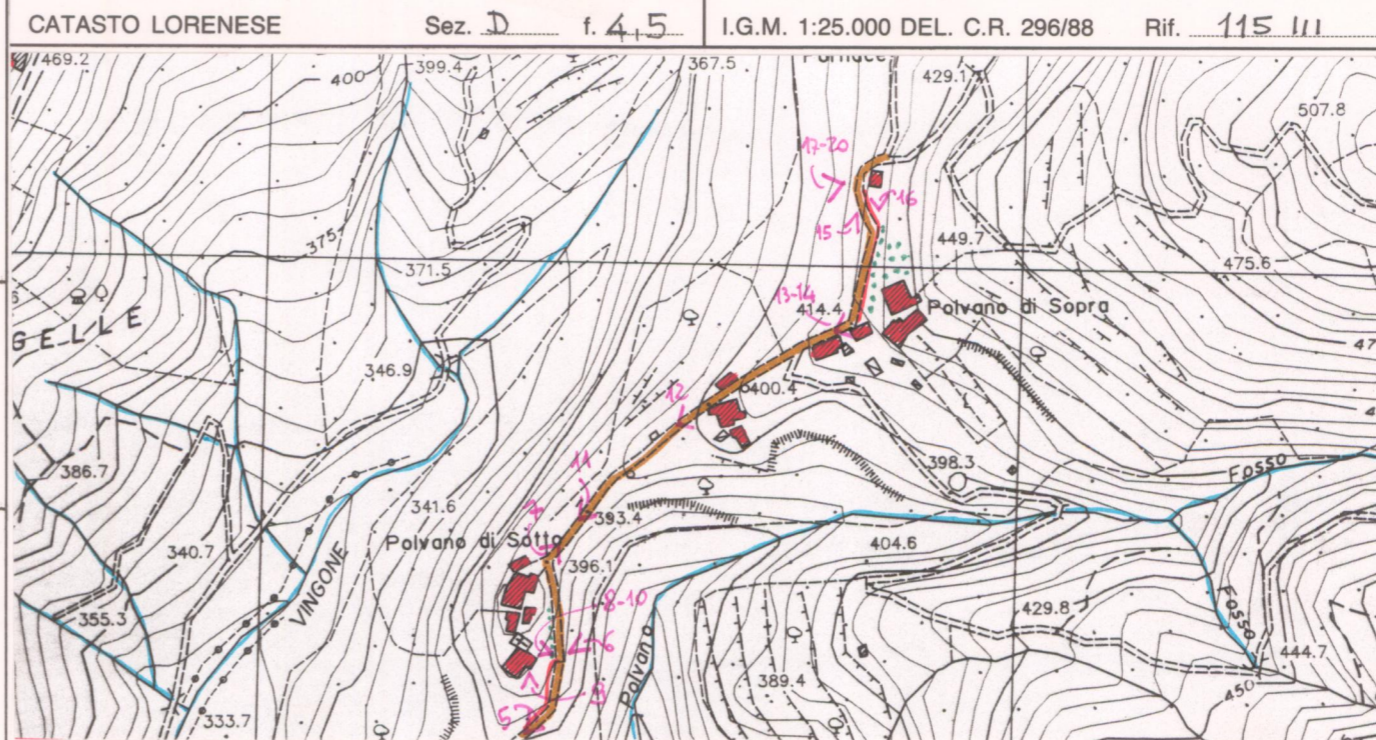 CATASTO LORENESE Sez. D f. 4,5 I.G.M. 1:25.000 DEL. C.R. 296/88 Rif. 115 III
469.2 400 399.4 367.5 Fornace 429.1 507.8
17-20
16
15
375 371.5 449.7 475.6
13-14
414.4 Polvano di Sopra
GELLE
346.9 400.4
12
386.7 11 398.3 Fosso
341.6 393.4
Polvano di Sotto
340.7 396.1 404.6
VINGONE 8-10 429.8 Fosso
355.3 6 444.7
Polvano 389.4 450
7 9
5
333.7